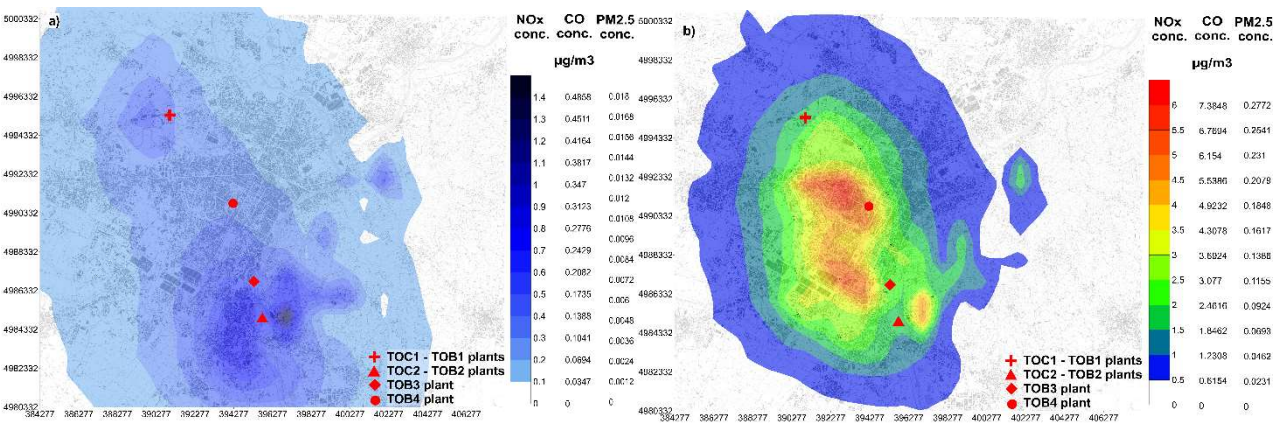 a)
5000332
4998332
4996332
4994332
4992332
4990332
4988332
4986332
4984332
4982332
4980332
384277 386277 388277 390277 392277 394277 396277 398277 400277 402277 404277 406277
TOC1 - TOB1 plants
TOC2 - TOB2 plants
TOB3 plant
TOB4 plant
NOx CO PM2.5
conc. conc. conc.
µg/m3
1.4
1.3
1.2
1.1
1
0.9
0.8
0.7
0.6
0.5
0.4
0.3
0.2
0.1
0
0.4858
0.4511
0.4164
0.3817
0.347
0.3123
0.2776
0.2429
0.2082
0.1735
0.1388
0.1041
0.0694
0.0347
0
0.018
0.0168
0.0156
0.0144
0.0132
0.012
0.0108
0.0096
0.0084
0.0072
0.006
0.0048
0.0036
0.0024
0.0012
0
b)
5000332
4998332
4996332
4994332
4992332
4990332
4988332
4986332
4984332
4982332
4980332
384277 386277 388277 390277 392277 394277 396277 398277 400277 402277 404277 406277
TOC1 - TOB1 plants
TOC2 - TOB2 plants
TOB3 plant
TOB4 plant
NOx CO PM2.5
conc. conc. conc.
µg/m3
6 7.3848 0.2772
5.5 6.7694 0.2541
5 6.154 0.231
4.5 5.5386 0.2079
4 4.9232 0.1848
3.5 4.3078 0.1617
3 3.6924 0.1386
2.5 3.077 0.1155
2 2.4616 0.0924
1.5 1.8462 0.0693
1 1.2308 0.0462
0.5 0.6154 0.0231
0 0 0